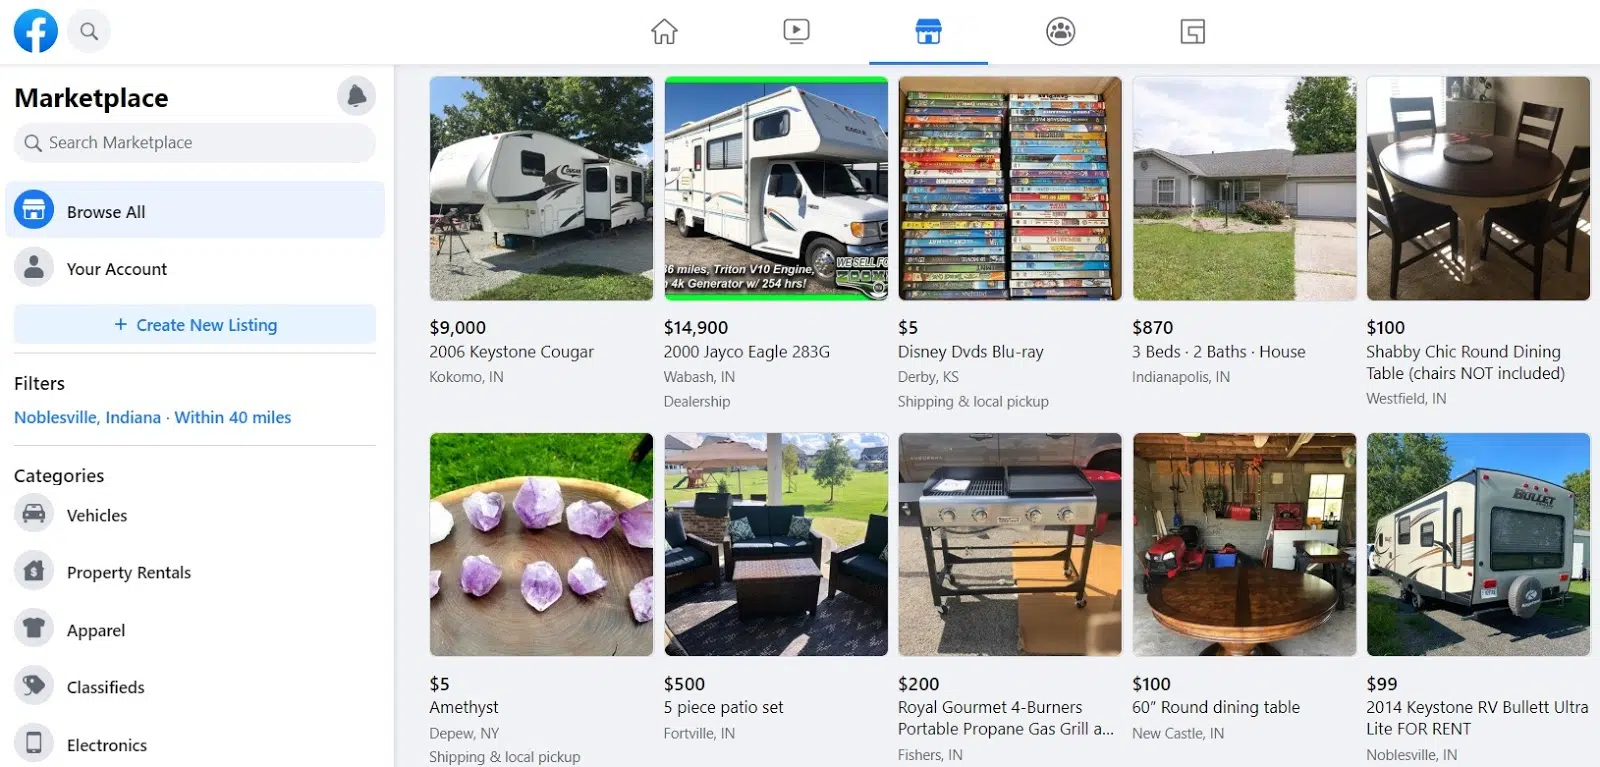 Marketplace
Search Marketplace
Browse All
Your Account
+ Create New Listing
Filters
Noblesville, Indiana · Within 40 miles
Categories
Vehicles
Property Rentals
Apparel
Classifieds
Electronics
COUGAR
$9,000
2006 Keystone Cougar
Kokomo, IN
EAGLE
WE SELL FO
6 miles, Triton V10 Engine,
4k Generator w/ 254 hrs!
$14,900
2000 Jayco Eagle 283G
Wabash, IN
Dealership
$5
Disney Dvds Blu-ray
Derby, KS
Shipping & local pickup
$870
3 Beds · 2 Baths · House
Indianapolis, IN
$100
Shabby Chic Round Dining
Table (chairs NOT included)
Westfield, IN
$5
Amethyst
Depew, NY
Shipping & local pickup
$500
5 piece patio set
Fortville, IN
$200
Royal Gourmet 4-Burners
Portable Propane Gas Grill a...
Fishers, IN
$100
60” Round dining table
New Castle, IN
BULLET
$99
2014 Keystone RV Bullett Ultra
Lite FOR RENT
Noblesville, IN